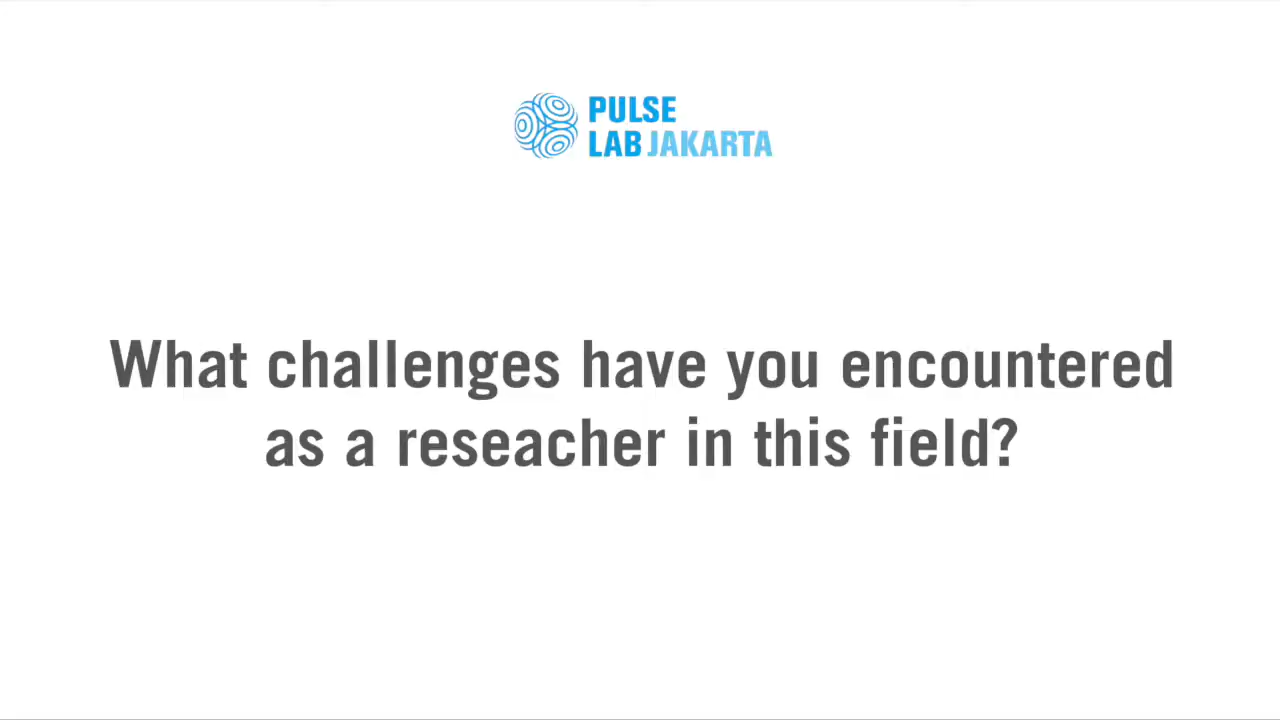 PULSE
LAB JAKARTA
What challenges have you encountered
as a reseacher in this field?